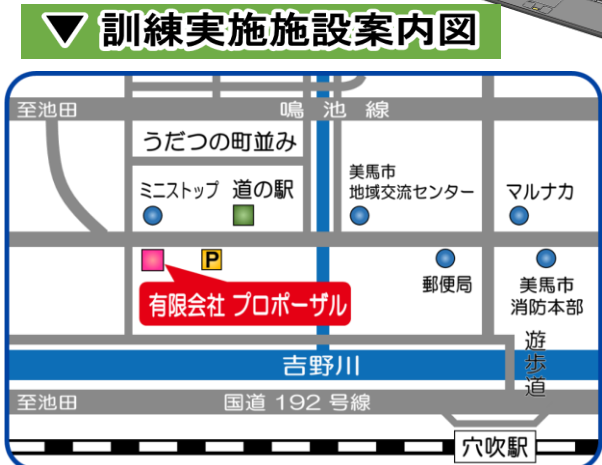 ▼ 訓練実施施設案内図
至池田
鳴池線
うだつの町並み
ミニストップ
道の駅
美馬市
地域交流センター
マルナカ
P
有限会社 プロポーザル
郵便局
美馬市
消防本部
遊歩道
吉野川
至池田
国道 192 号線
穴吹駅